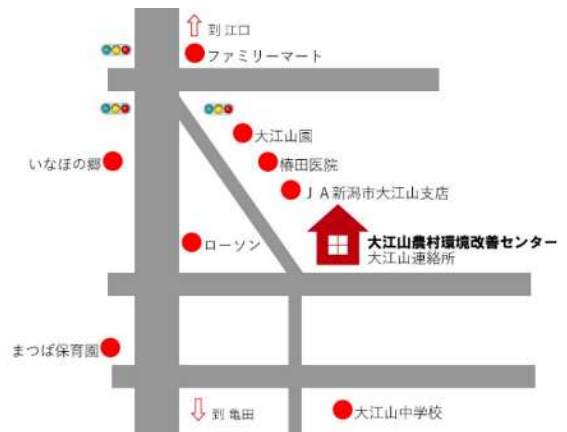 到 江口
ファミリーマート
大江山園
いなほの郷
椿田医院
ＪＡ新潟市大江山支店
ローソン
大江山農村環境改善センター
大江山連絡所
まつば保育園
到 亀田
大江山中学校